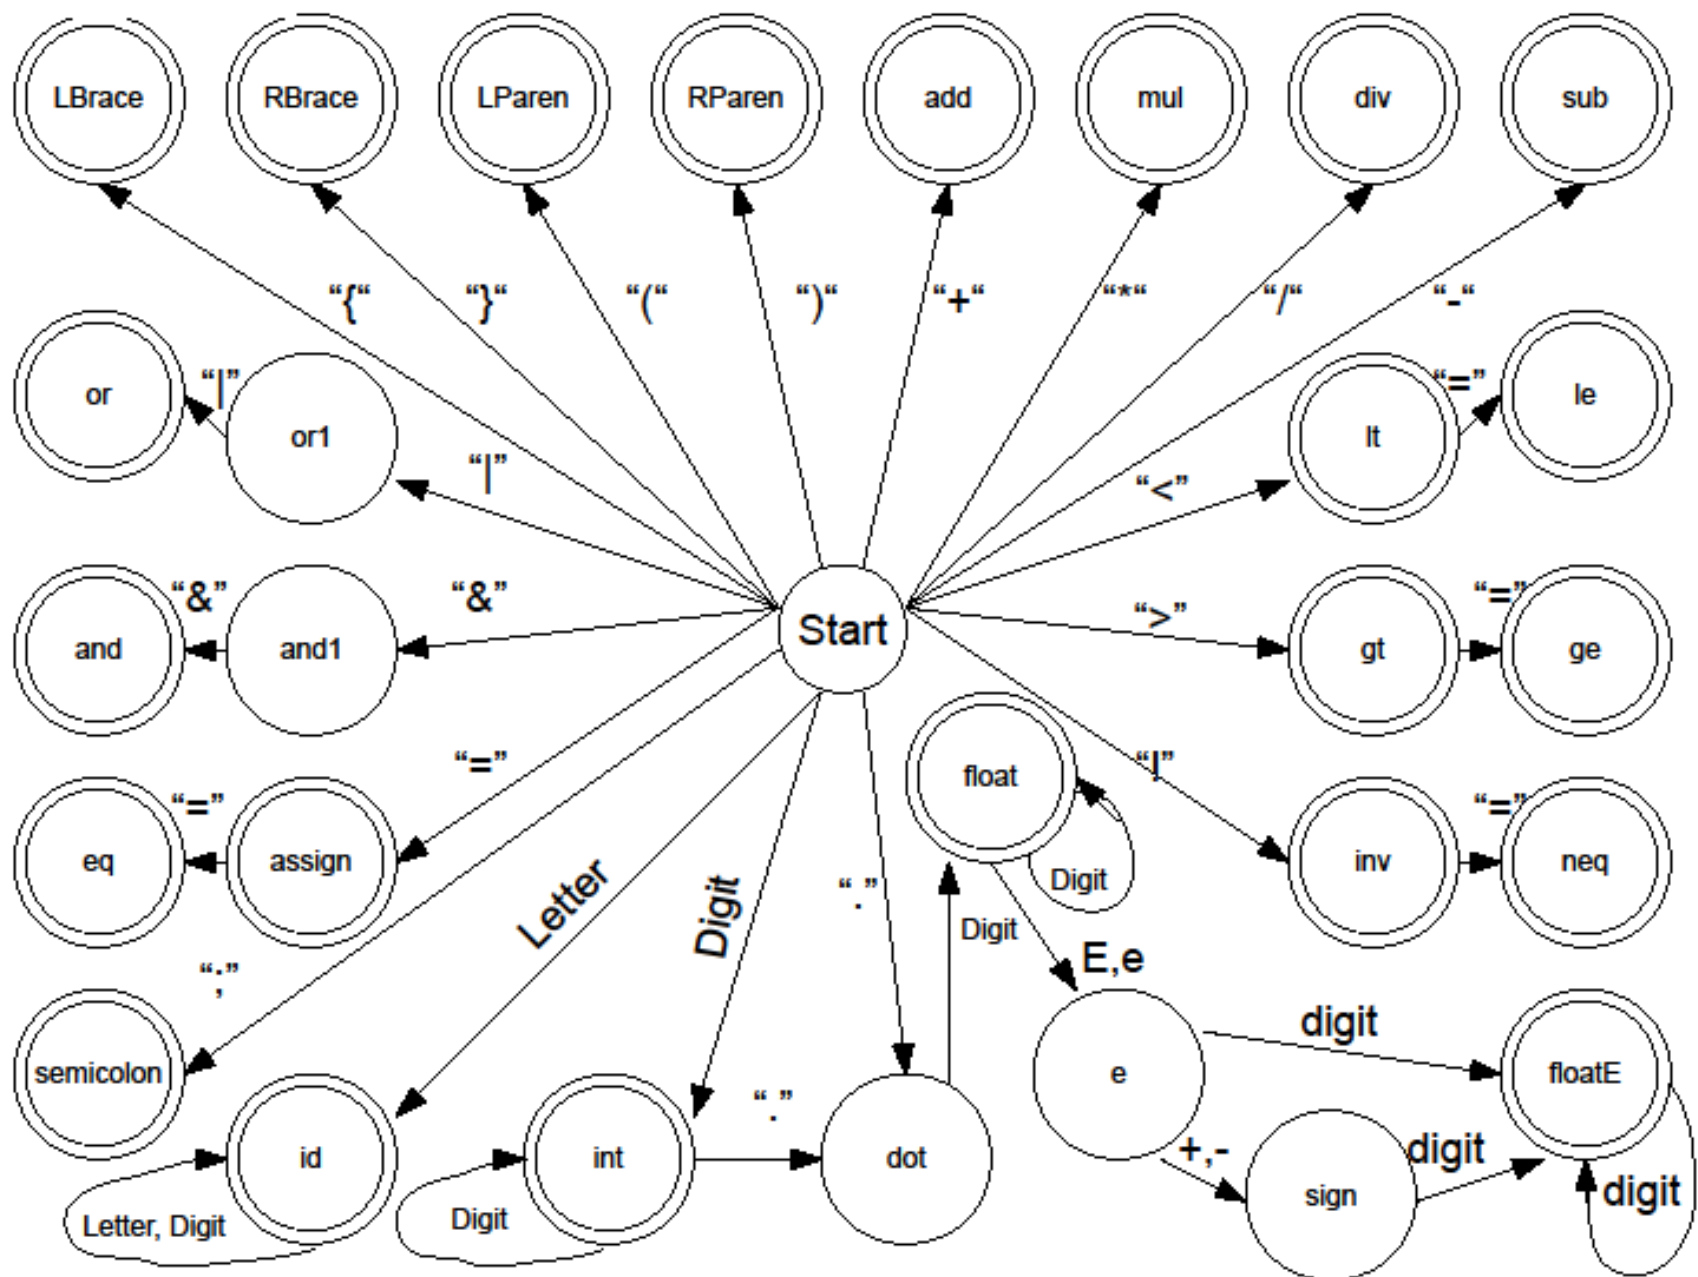 LBrace
RBrace
LParen
RParen
add
mul
div
sub
“{“
“}“
“(“
“)“
“+“
“*“
“/“
“-“
or
“|”
or1
“|”
“<”
lt
“=”
le
and
“&”
and1
“&”
Start
“>”
gt
“=”
ge
eq
“=”
assign
“=”
float
Digit
“!”
inv
“=”
neq
semicolon
“;”
Letter
Digit
“.”
Digit
E,e
e
digit
floatE
id
Letter, Digit
int
Digit
“.”
dot
+,-
sign
digit
digit